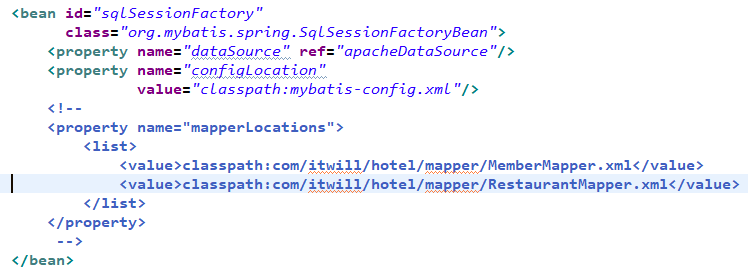 <bean id="sqlSessionFactory"
class="org.mybatis.spring.SqlSessionFactoryBean">
<property name="dataSource" ref="apacheDataSource"/>
<property name="configLocation"
value="classpath:mybatis-config.xml"/>
<!--
<property name="mapperLocations">
<list>
<value>classpath:com/itwill/hotel/mapper/MemberMapper.xml</value>
<value>classpath:com/itwill/hotel/mapper/RestaurantMapper.xml</value>
</list>
</property>
-->
</bean>